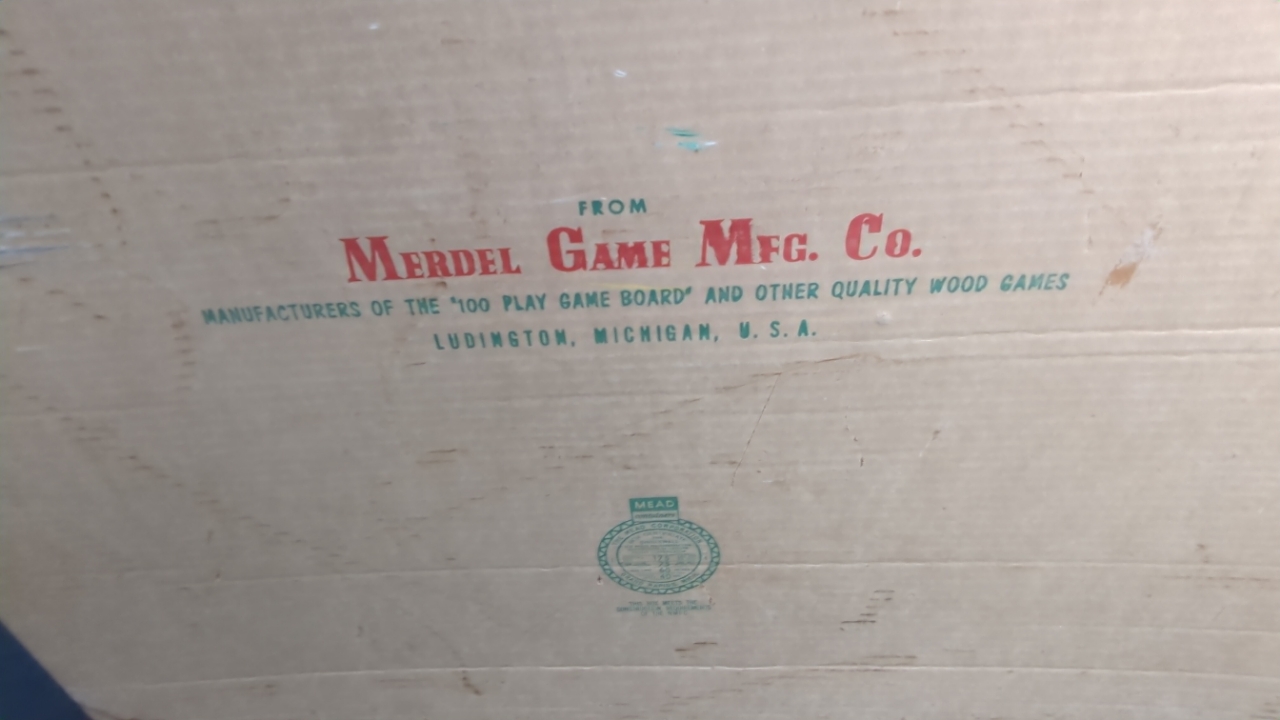 FROM
MERDEL GAME MFG. CO.
MANUFACTURERS OF THE "100 PLAY GAME BOARD" AND OTHER QUALITY WOOD GAMES
LUDINGTON, MICHIGAN, U. S. A.
MEAD